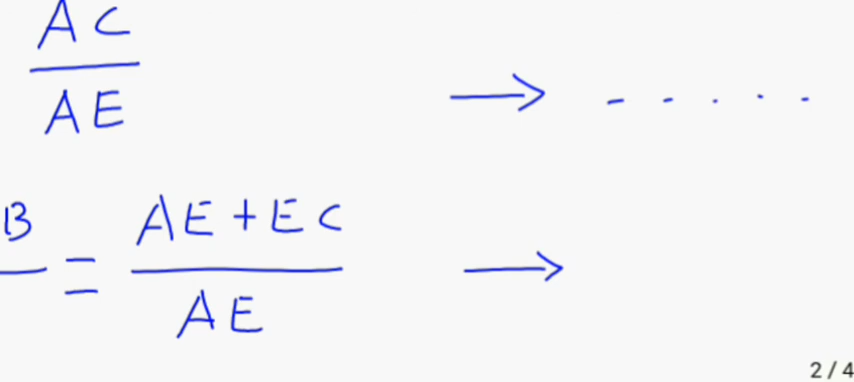 AC
AE → - - . . .
B = AE + EC →
AE
2 / 4